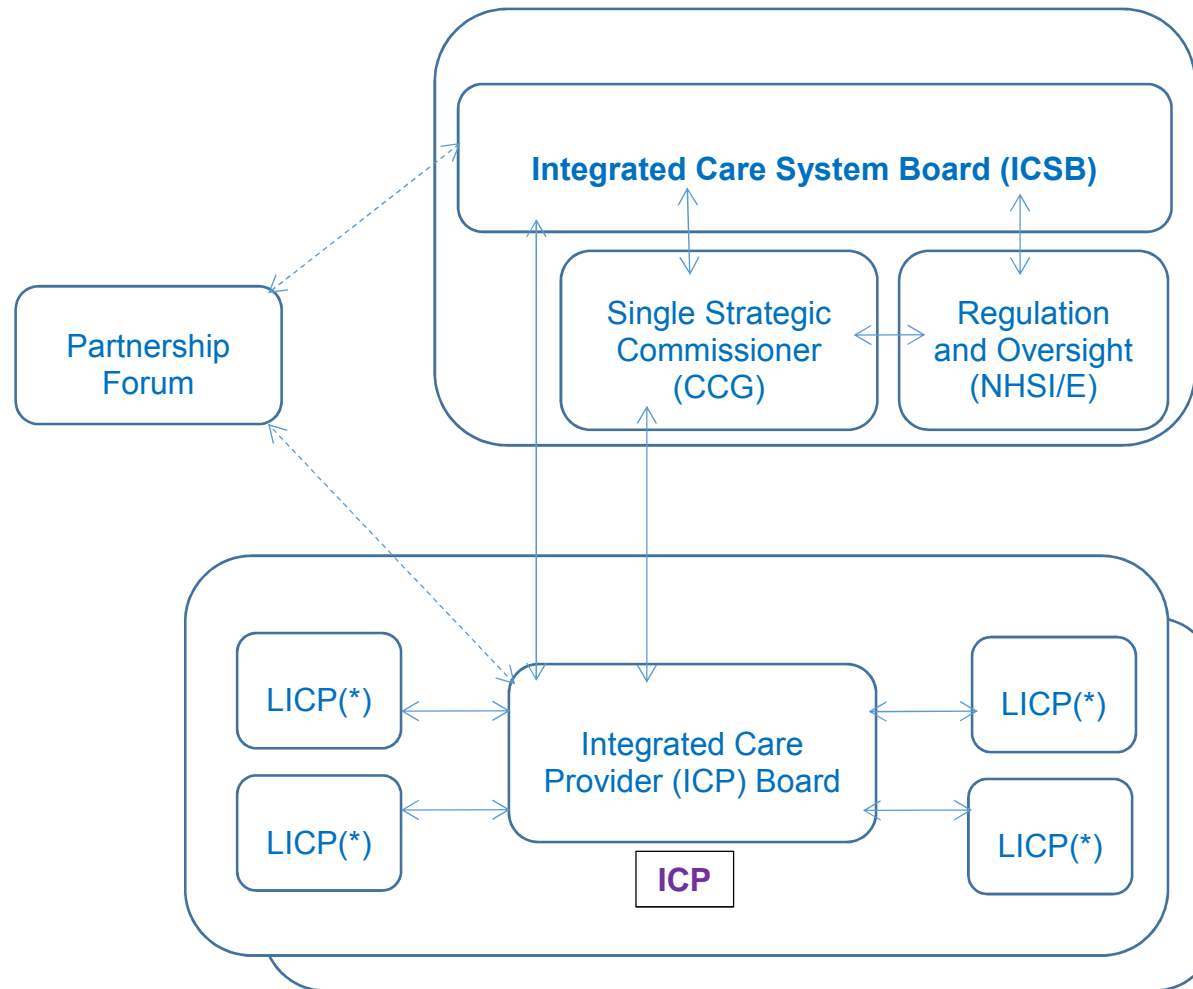 Integrated Care System Board (ICSB)
Single Strategic
Commissioner
(CCG)
Regulation
and Oversight
(NHSI/E)
Partnership
Forum
LICP(*)
LICP(*)
Integrated Care
Provider (ICP) Board
LICP(*)
LICP(*)
ICP